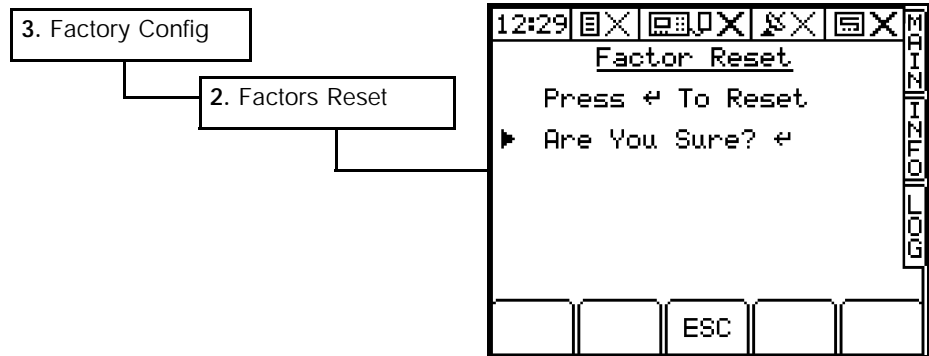 3. Factory Config
2. Factors Reset
12:29
Factor Reset
Press ↵ To Reset
Are You Sure? ↵
ESC
MAIN
INFO
LOG